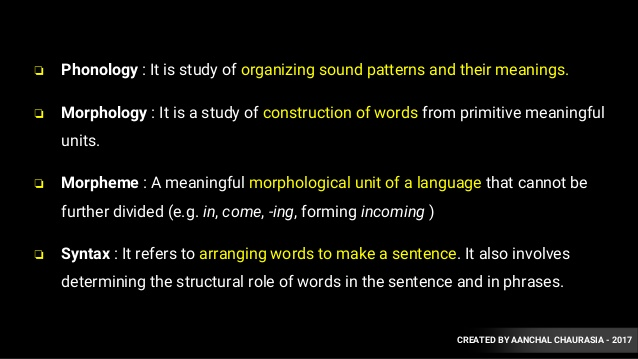 ❏ Phonology : It is study of organizing sound patterns and their meanings.
❏ Morphology : It is a study of construction of words from primitive meaningful
units.
❏ Morpheme : A meaningful morphological unit of a language that cannot be
further divided (e.g. in, come, -ing, forming incoming )
❏ Syntax : It refers to arranging words to make a sentence. It also involves
determining the structural role of words in the sentence and in phrases.
CREATED BY AANCHAL CHAURASIA - 2017